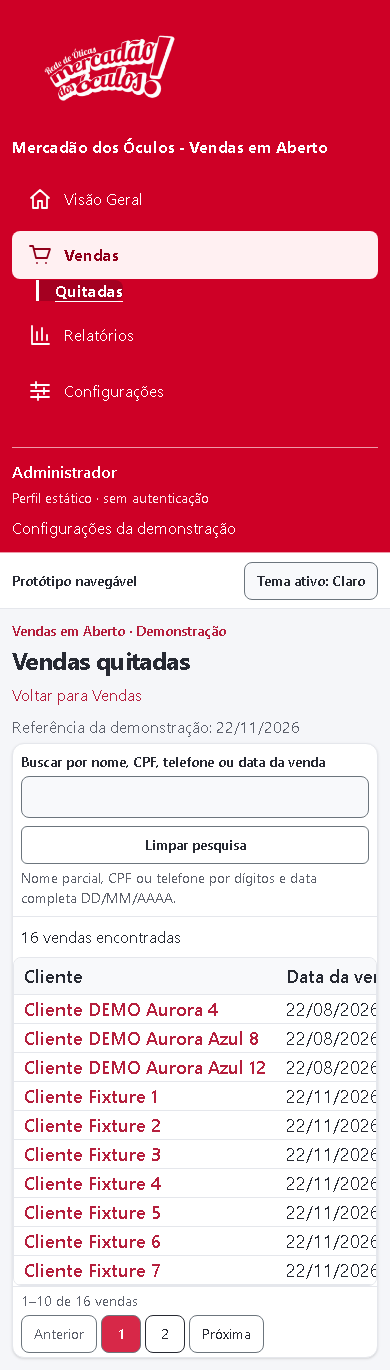 Rede de Óticas
mercadão
dos óculos!
Mercadão dos Óculos - Vendas em Aberto
Visão Geral
Vendas
Quitadas
Relatórios
Configurações
Administrador
Perfil estático · sem autenticação
Configurações da demonstração
Protótipo navegável
Tema ativo: Claro
Vendas em Aberto · Demonstração
Vendas quitadas
Voltar para Vendas
Referência da demonstração: 22/11/2026
Buscar por nome, CPF, telefone ou data da venda
Limpar pesquisa
Nome parcial, CPF ou telefone por dígitos e data
completa DD/MM/AAAA.
16 vendas encontradas
Cliente Data da ven
Cliente DEMO Aurora 4 22/08/2026
Cliente DEMO Aurora Azul 8 22/08/2026
Cliente DEMO Aurora Azul 12 22/08/2026
Cliente Fixture 1 22/11/2026
Cliente Fixture 2 22/11/2026
Cliente Fixture 3 22/11/2026
Cliente Fixture 4 22/11/2026
Cliente Fixture 5 22/11/2026
Cliente Fixture 6 22/11/2026
Cliente Fixture 7 22/11/2026
1–10 de 16 vendas
Anterior 1 2 Próxima